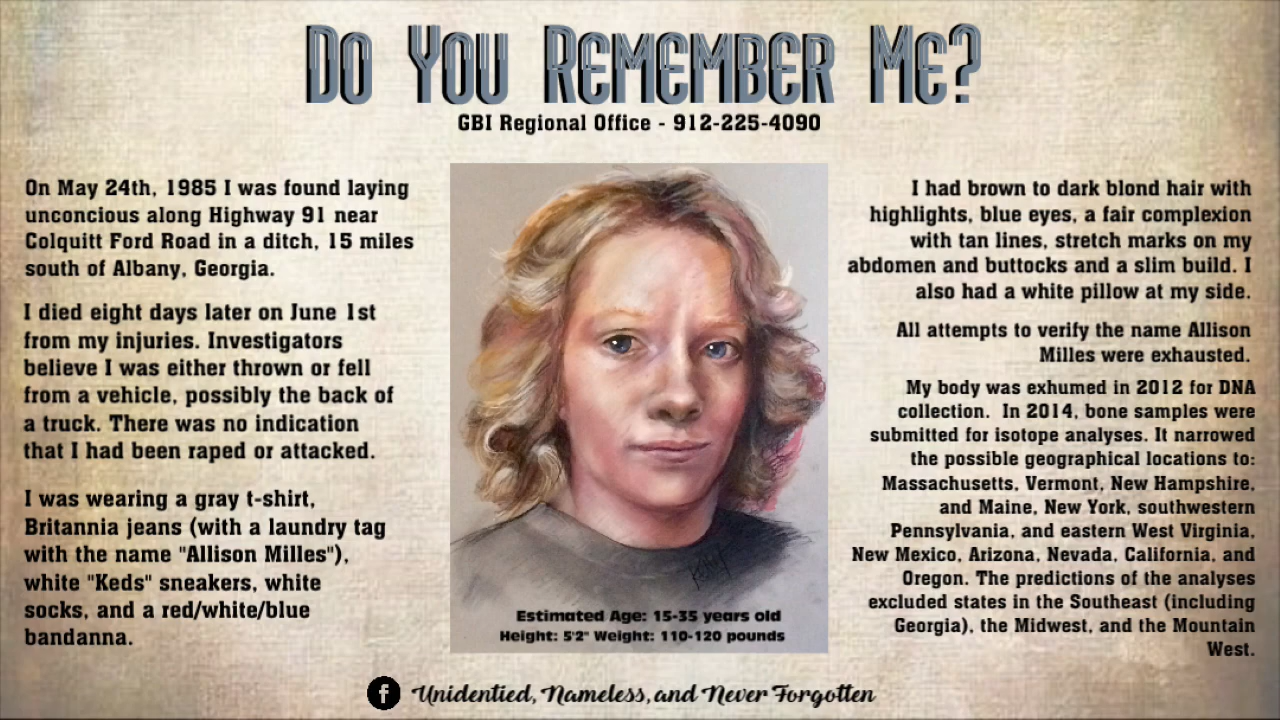 Do You Remember Me?
GBI Regional Office - 912-225-4090
On May 24th, 1985 I was found laying
unconcious along Highway 91 near
Colquitt Ford Road in a ditch, 15 miles
south of Albany, Georgia.
I died eight days later on June 1st
from my injuries. Investigators
believe I was either thrown or fell
from a vehicle, possibly the back of
a truck. There was no indication
that I had been raped or attacked.
I was wearing a gray t-shirt,
Britannia jeans (with a laundry tag
with the name "Allison Milles"),
white "Keds" sneakers, white
socks, and a red/white/blue
bandanna.
Estimated Age: 15-35 years old
Height: 5'2" Weight: 110-120 pounds
I had brown to dark blond hair with
highlights, blue eyes, a fair complexion
with tan lines, stretch marks on my
abdomen and buttocks and a slim build. I
also had a white pillow at my side.
All attempts to verify the name Allison
Milles were exhausted.
My body was exhumed in 2012 for DNA
collection. In 2014, bone samples were
submitted for isotope analyses. It narrowed
the possible geographical locations to:
Massachusetts, Vermont, New Hampshire,
and Maine, New York, southwestern
Pennsylvania, and eastern West Virginia,
New Mexico, Arizona, Nevada, California, and
Oregon. The predictions of the analyses
excluded states in the Southeast (including
Georgia), the Midwest, and the Mountain
West.
f Unidentied, Nameless, and Never Forgotten